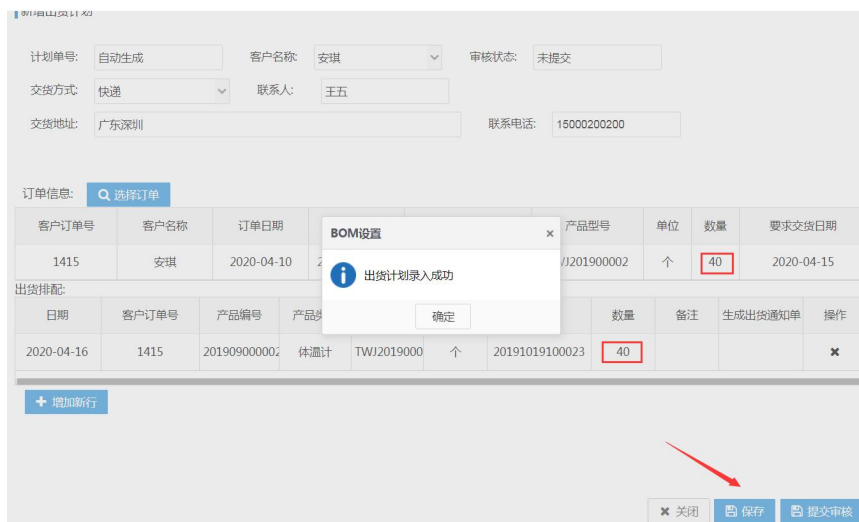 新增出货计划
计划单号: 自动生成 客户名称: 安琪 审核状态: 未提交
交货方式: 快递 联系人: 王五
交货地址: 广东深圳 联系电话: 15000200200
订单信息: 选择订单
客户订单号 客户名称 订单日期 产品型号 单位 数量 要求交货日期
1415 安琪 2020-04-10 2 /J201900002 个 40 2020-04-15
BOM设置 ×
出货计划录入成功
确定
出货排配:
日期 客户订单号 产品编号 产品类 数量 备注 生成出货通知单 操作
2020-04-16 1415 201909000002 体温计 TWJ2019000 个 20191019100023 40 ×
增加新行
关闭 保存 提交审核